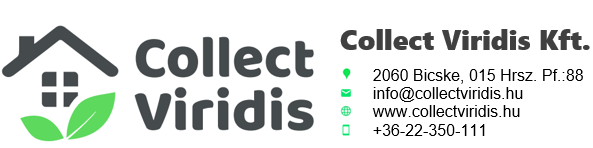 Collect
Viridis
Collect Viridis Kft.
2060 Bicske, 015 Hrsz. Pf.:88
info@collectviridis.hu
www.collectviridis.hu
+36-22-350-111